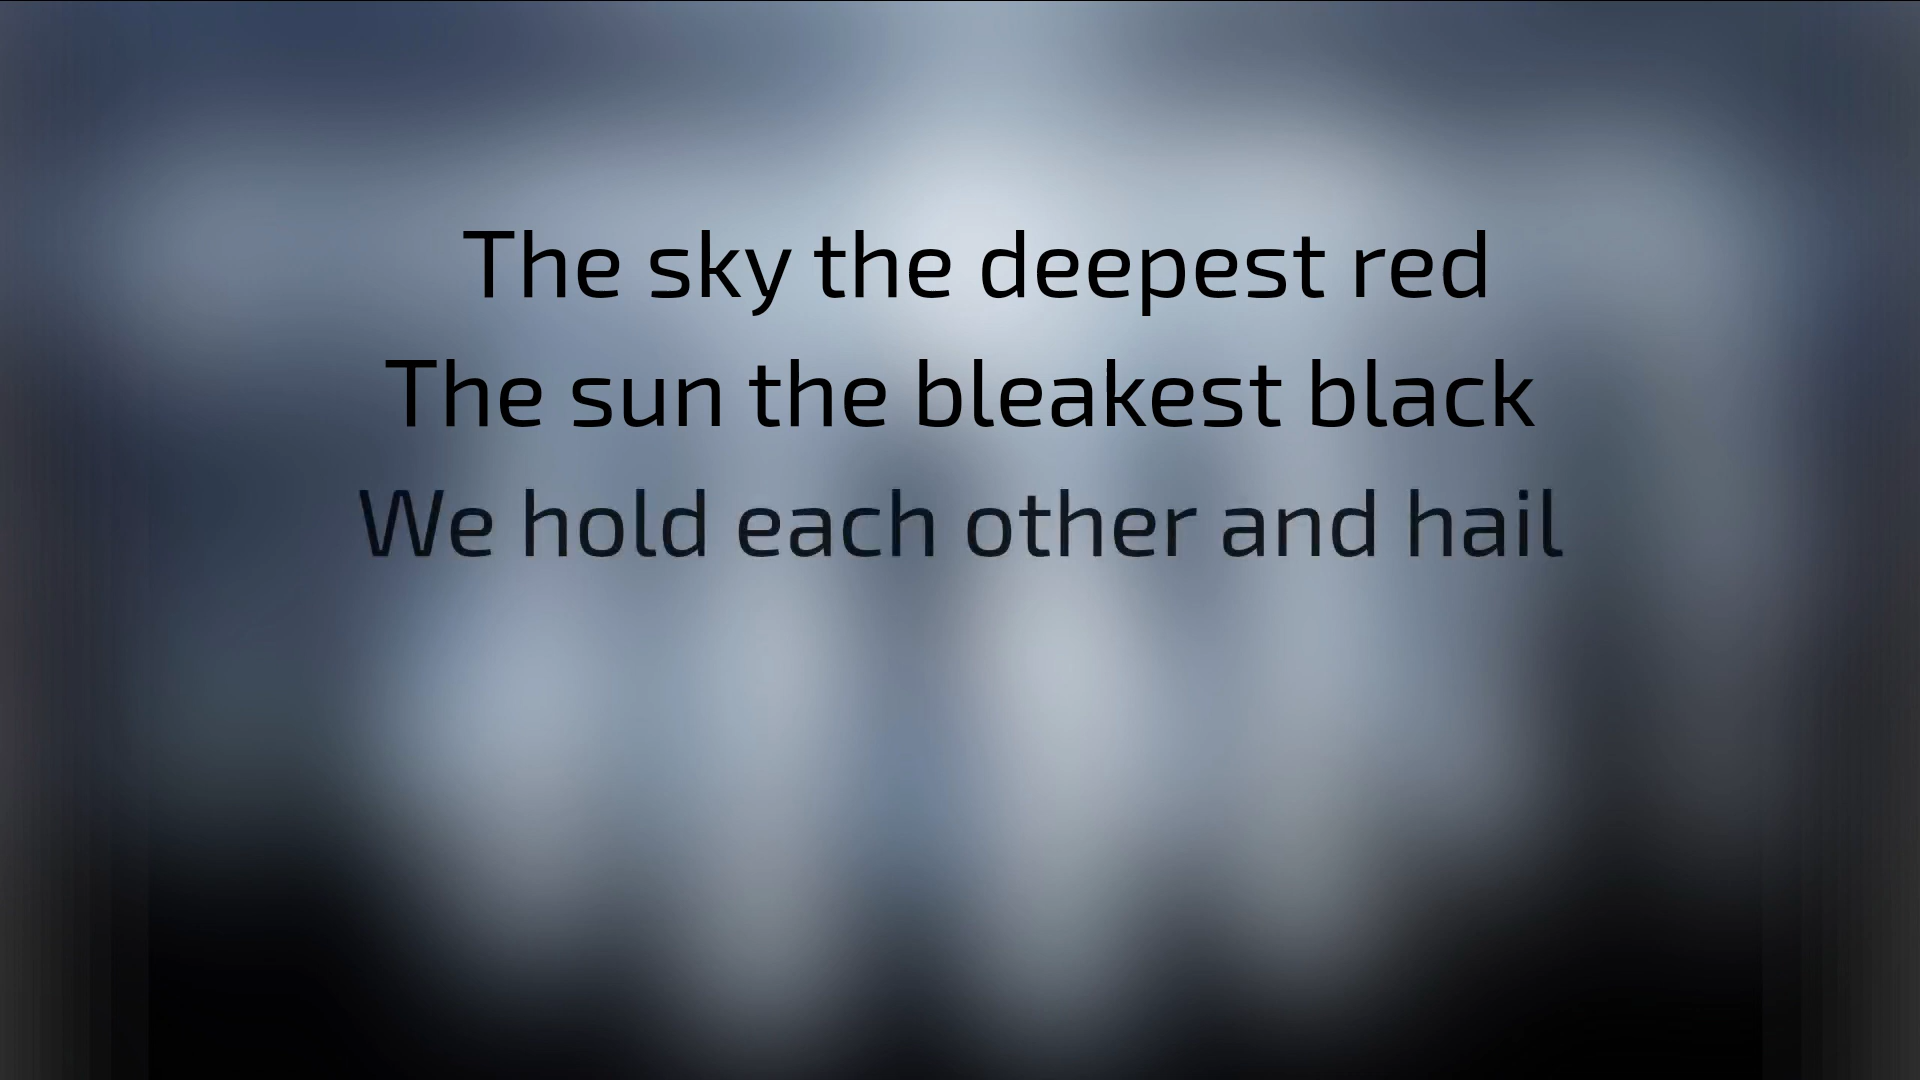 The sky the deepest red
The sun the bleakest black
We hold each other and hail